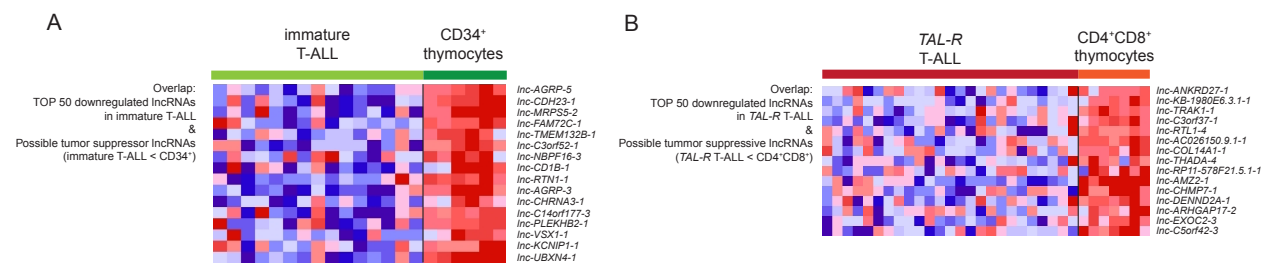 A
immature
T-ALL
CD34+
thymocytes
Overlap:
TOP 50 downregulated lncRNAs
in immature T-ALL
&
Possible tumor suppressor lncRNAs
(immature T-ALL < CD34+)
lnc-AGRP-5
lnc-CDH23-1
lnc-MRPS5-2
lnc-FAM72C-1
lnc-TMEM132B-1
lnc-C3orf52-1
lnc-NBPF16-3
lnc-CD1B-1
lnc-RTN1-1
lnc-AGRP-3
lnc-CHRNA3-1
lnc-C14orf177-3
lnc-PLEKHB2-1
lnc-VSX1-1
lnc-KCNIP1-1
lnc-UBXN4-1
B
TAL-R
T-ALL
CD4+CD8+
thymocytes
Overlap:
TOP 50 downregulated lncRNAs
in TAL-R T-ALL
&
Possible tummor suppressive lncRNAs
(TAL-R T-ALL < CD4+CD8+)
lnc-ANKRD27-1
lnc-KB-1980E6.3.1-1
lnc-TRAK1-1
lnc-C3orf37-1
lnc-RTL1-4
lnc-AC026150.9.1-1
lnc-COL14A1-1
lnc-THADA-4
lnc-RP11-578F21.5.1-1
lnc-AMZ2-1
lnc-CHMP7-1
lnc-DENND2A-1
lnc-ARHGAP17-2
lnc-EXOC2-3
lnc-C5orf42-3